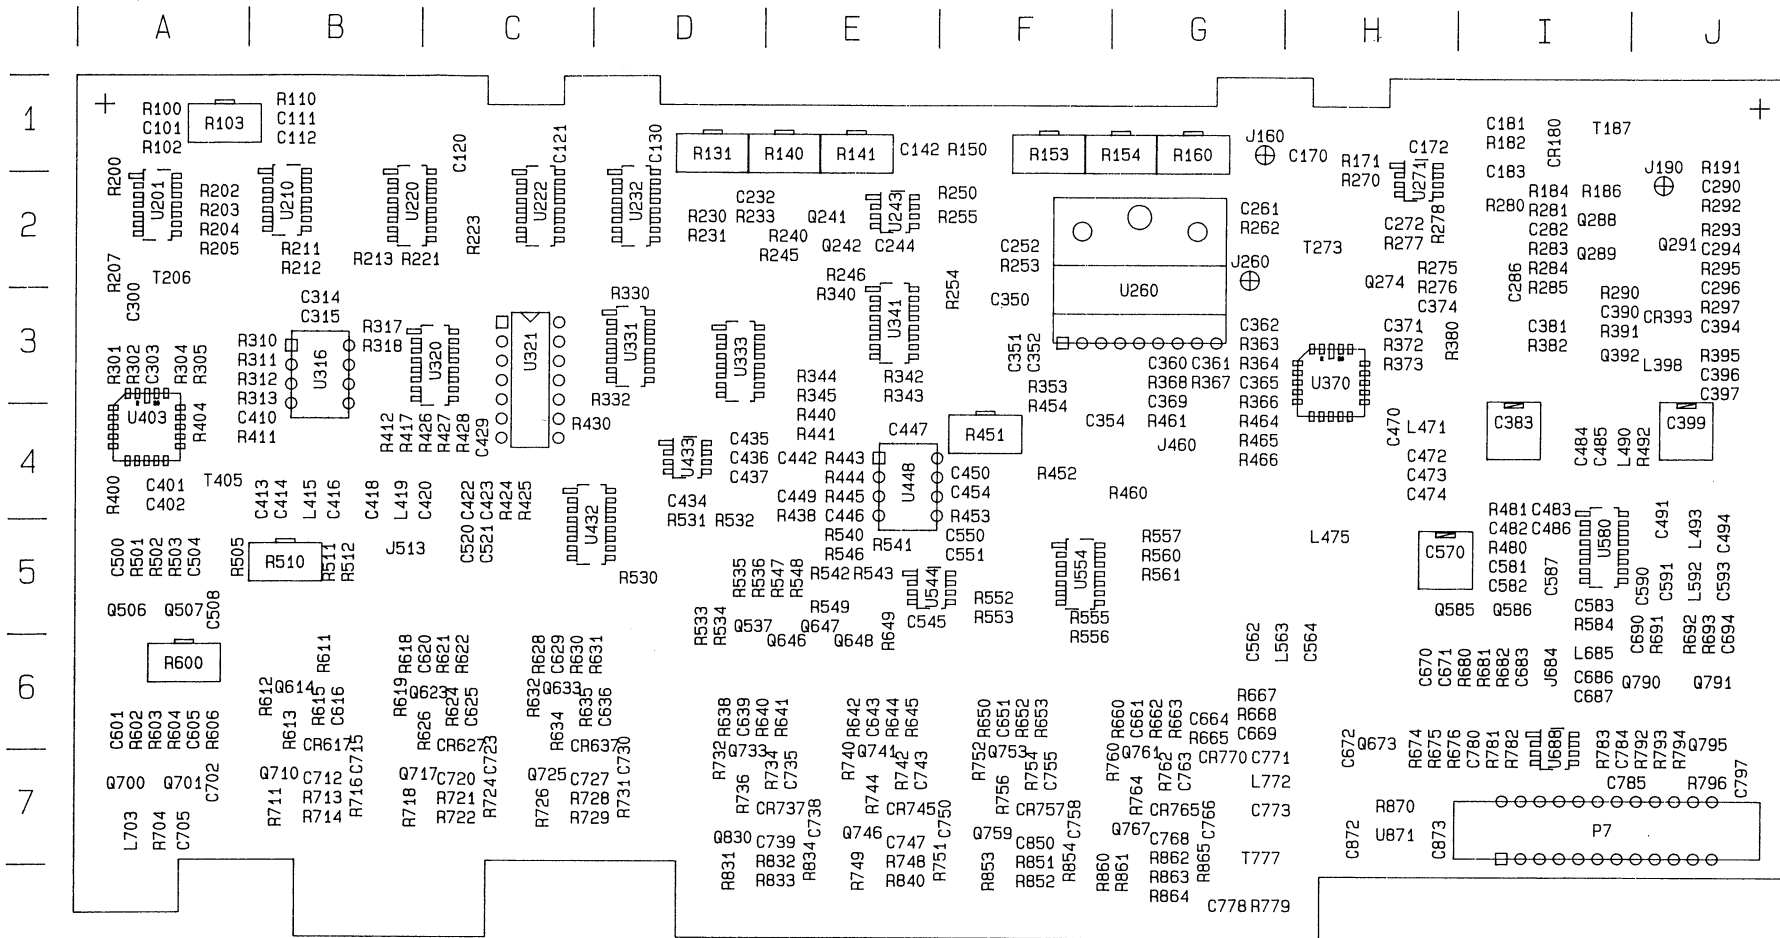 A B C D E F G H I J
1
R100 R110
C101 R103 C111
R102 C112
C120 C121 C130
R131 R140 R141 C142 R150 R153 R154 R160
J160 C170 R171 R270 C172 U271
C181 R182 C183 CR180 T187
J190 R191
2
R200 U201 R202 R203 R204 R205
U210 R211 R212 R213 U220 R221
R223 U222 U232
R230 R231 C232 R233 R240 R245 Q241 Q242 U243 C244 R246
R250 R255 C252 R253 R254
C261 R262 J260 U260
T273 C272 R277 R278 Q274 R275 R276
R280 R184 R281 C282 R283 R284 R285 C286
R186 Q288 Q289 R290
Q291 C290 R292 R293 C294 R295 C296 R297
R207 T206
3
C300 R301 R302 C303 R304 R305
R310 R311 R312 R313 C314 C315 U316 R317 R318
U320 U321 R330 U331 R332 U333
R340 U341 R342 R343 R344 R345
C350 C351 C352 R353 C354
C360 C361 C362 R363 R364 C365 R366 R367 R368 C369
U370 C371 R372 R373 C374 R380
C381 R382 C390 R391 Q392 CR393 C394 R395 C396 C397 L398
4
R400 C401 C402 U403 R404 T405
C410 R411 R412 C413 C414 L415 C416 R417 C418 L419
C420 C422 C423 R424 R425 R426 R427 R428 C429
R430 U432 U433 C434 C435 C436 C437 R438
R440 R441 C442 R443 R444 R445 C446 C447 U448 C449
C450 R451 R452 R453 R454 C454
R460 J460 R461 R464 R465 R466
C470 L471 C472 C473 C474 L475
C383 C399
R480 R481 C482 C483 C484 C485 C486
L490 C491 R492 L493 C494
5
C500 R501 R502 R503 C504 R505 Q506 Q507 C508
R510 R511 R512 J513
C520 C521
R530 R531 R532 R533 R534 R535 R536 Q537
R540 R541 R542 R543 U544 C545 R546 R547 R548 R549
C550 C551 R552 R553 U554 R555 R556 R557
R560 R561 C562 L563 C564 C570
U580 C581 C582 C583 R584 Q585 Q586 C587
C590 C591 L592 C593
6
R600 C601 R602 R603 R604 C605 R606
R611 R612 R613 Q614 R615 C616 CR617 R618 R619
C620 R621 R622 Q623 R624 C625 R626 CR627 R628 C629
R630 R631 R632 Q633 R634 R635 C636 CR637 R638 C639
R640 R641 R642 C643 R644 R645 Q646 Q647 Q648 R649
R650 C651 R652 R653
R660 C661 R662 R663 C664 R665 R667 R668 C669
C670 C671 C672 Q673 R674 R675 R676
R680 R681 R682 C683 J684 L685 C686 C687 U689
C690 R691 R692 R693 C694
7
Q700 Q701 C702 L703 R704 C705
Q710 R711 C712 R713 R714 C715 R716 Q717 R718
C720 R721 R722 C723 R724 Q725 R726 C727 R728 R729
C730 R731 R732 Q733 R734 C735 R736 CR737 C738 C739
R740 Q741 R742 C743 R744 CR745 Q746 C747 R748 R749
C750 R751 R752 Q753 R754 C755 R756 CR757 C758 Q759
R760 Q761 R762 C763 R764 CR765 C766 Q767 C768
CR770 C771 L772 C773 T777 C778 R779
C780 R781 R782 R783 C784 C785
Q790 Q791 R792 R793 R794 Q795 R796 C797
Q830 R831 R832 R833 R834 R840
C850 R851 R852 R853 R854
R860 R861 R862 R863 R864 R865
R870 U871 C872 C873
P7